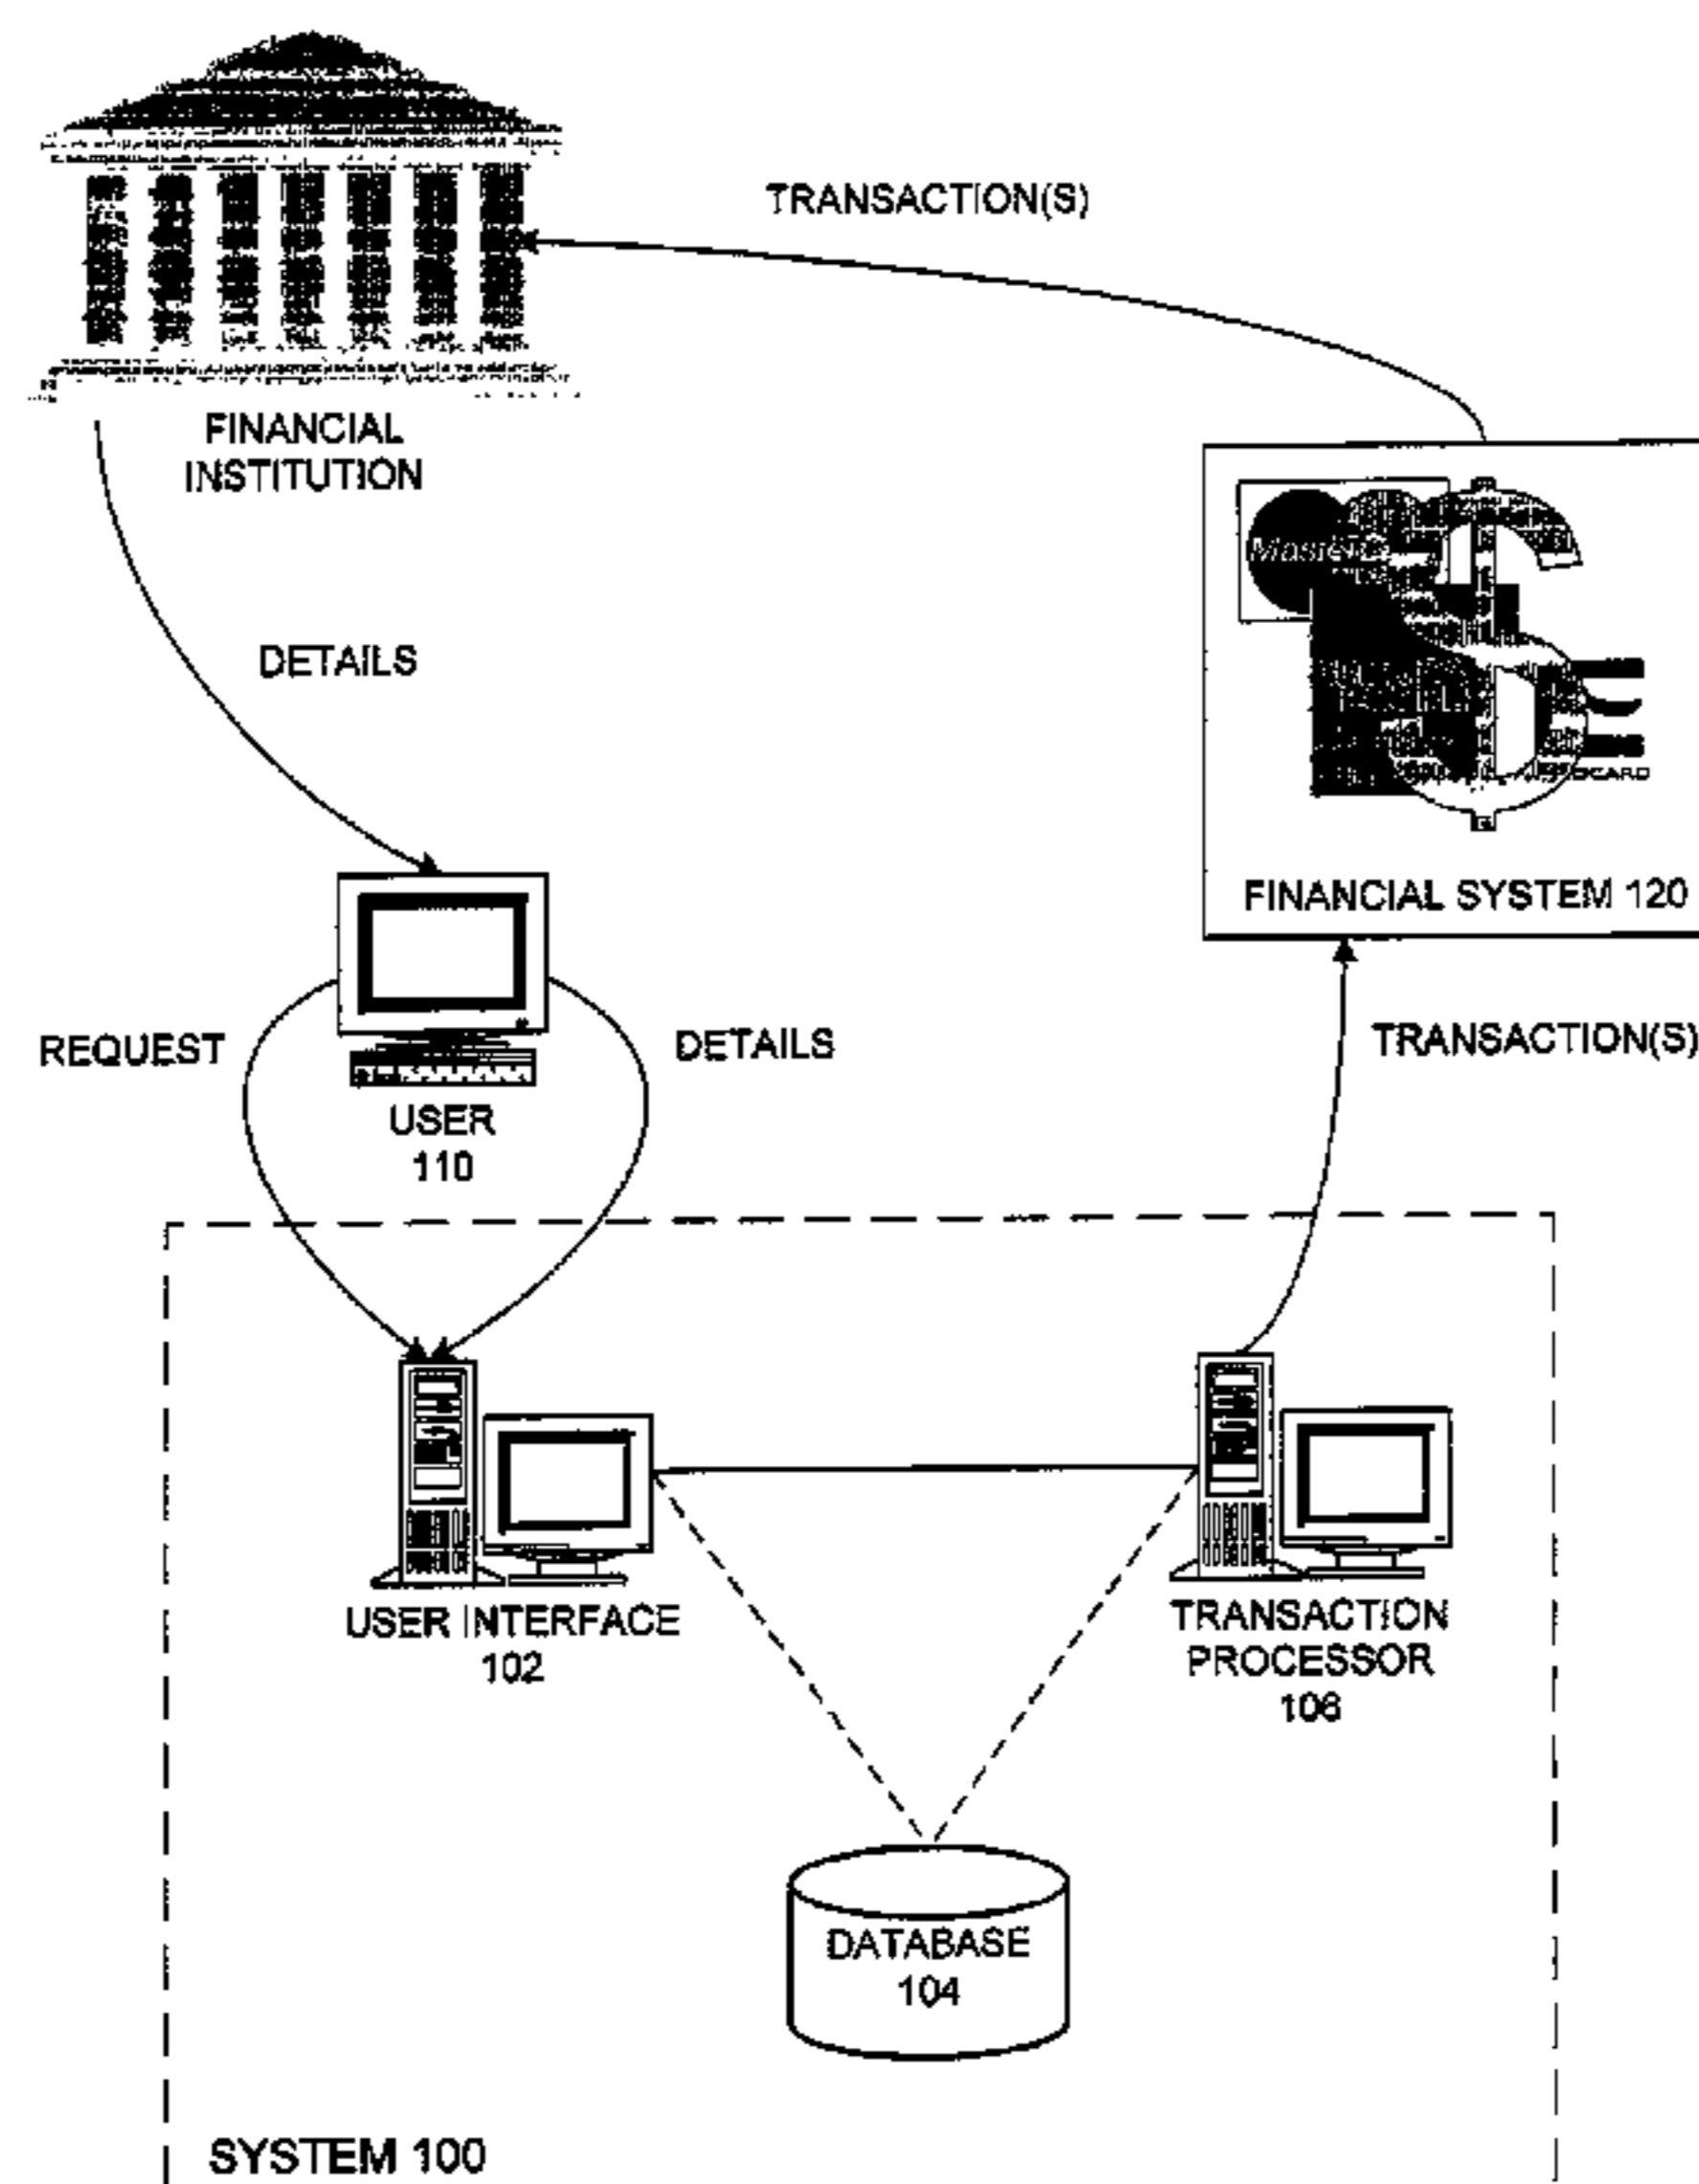 TRANSACTION(S)
FINANCIAL
INSTITUTION
DETAILS
FINANCIAL SYSTEM 120
REQUEST
DETAILS
TRANSACTION(S)
USER
110
USER INTERFACE
102
TRANSACTION
PROCESSOR
106
DATABASE
104
SYSTEM 100